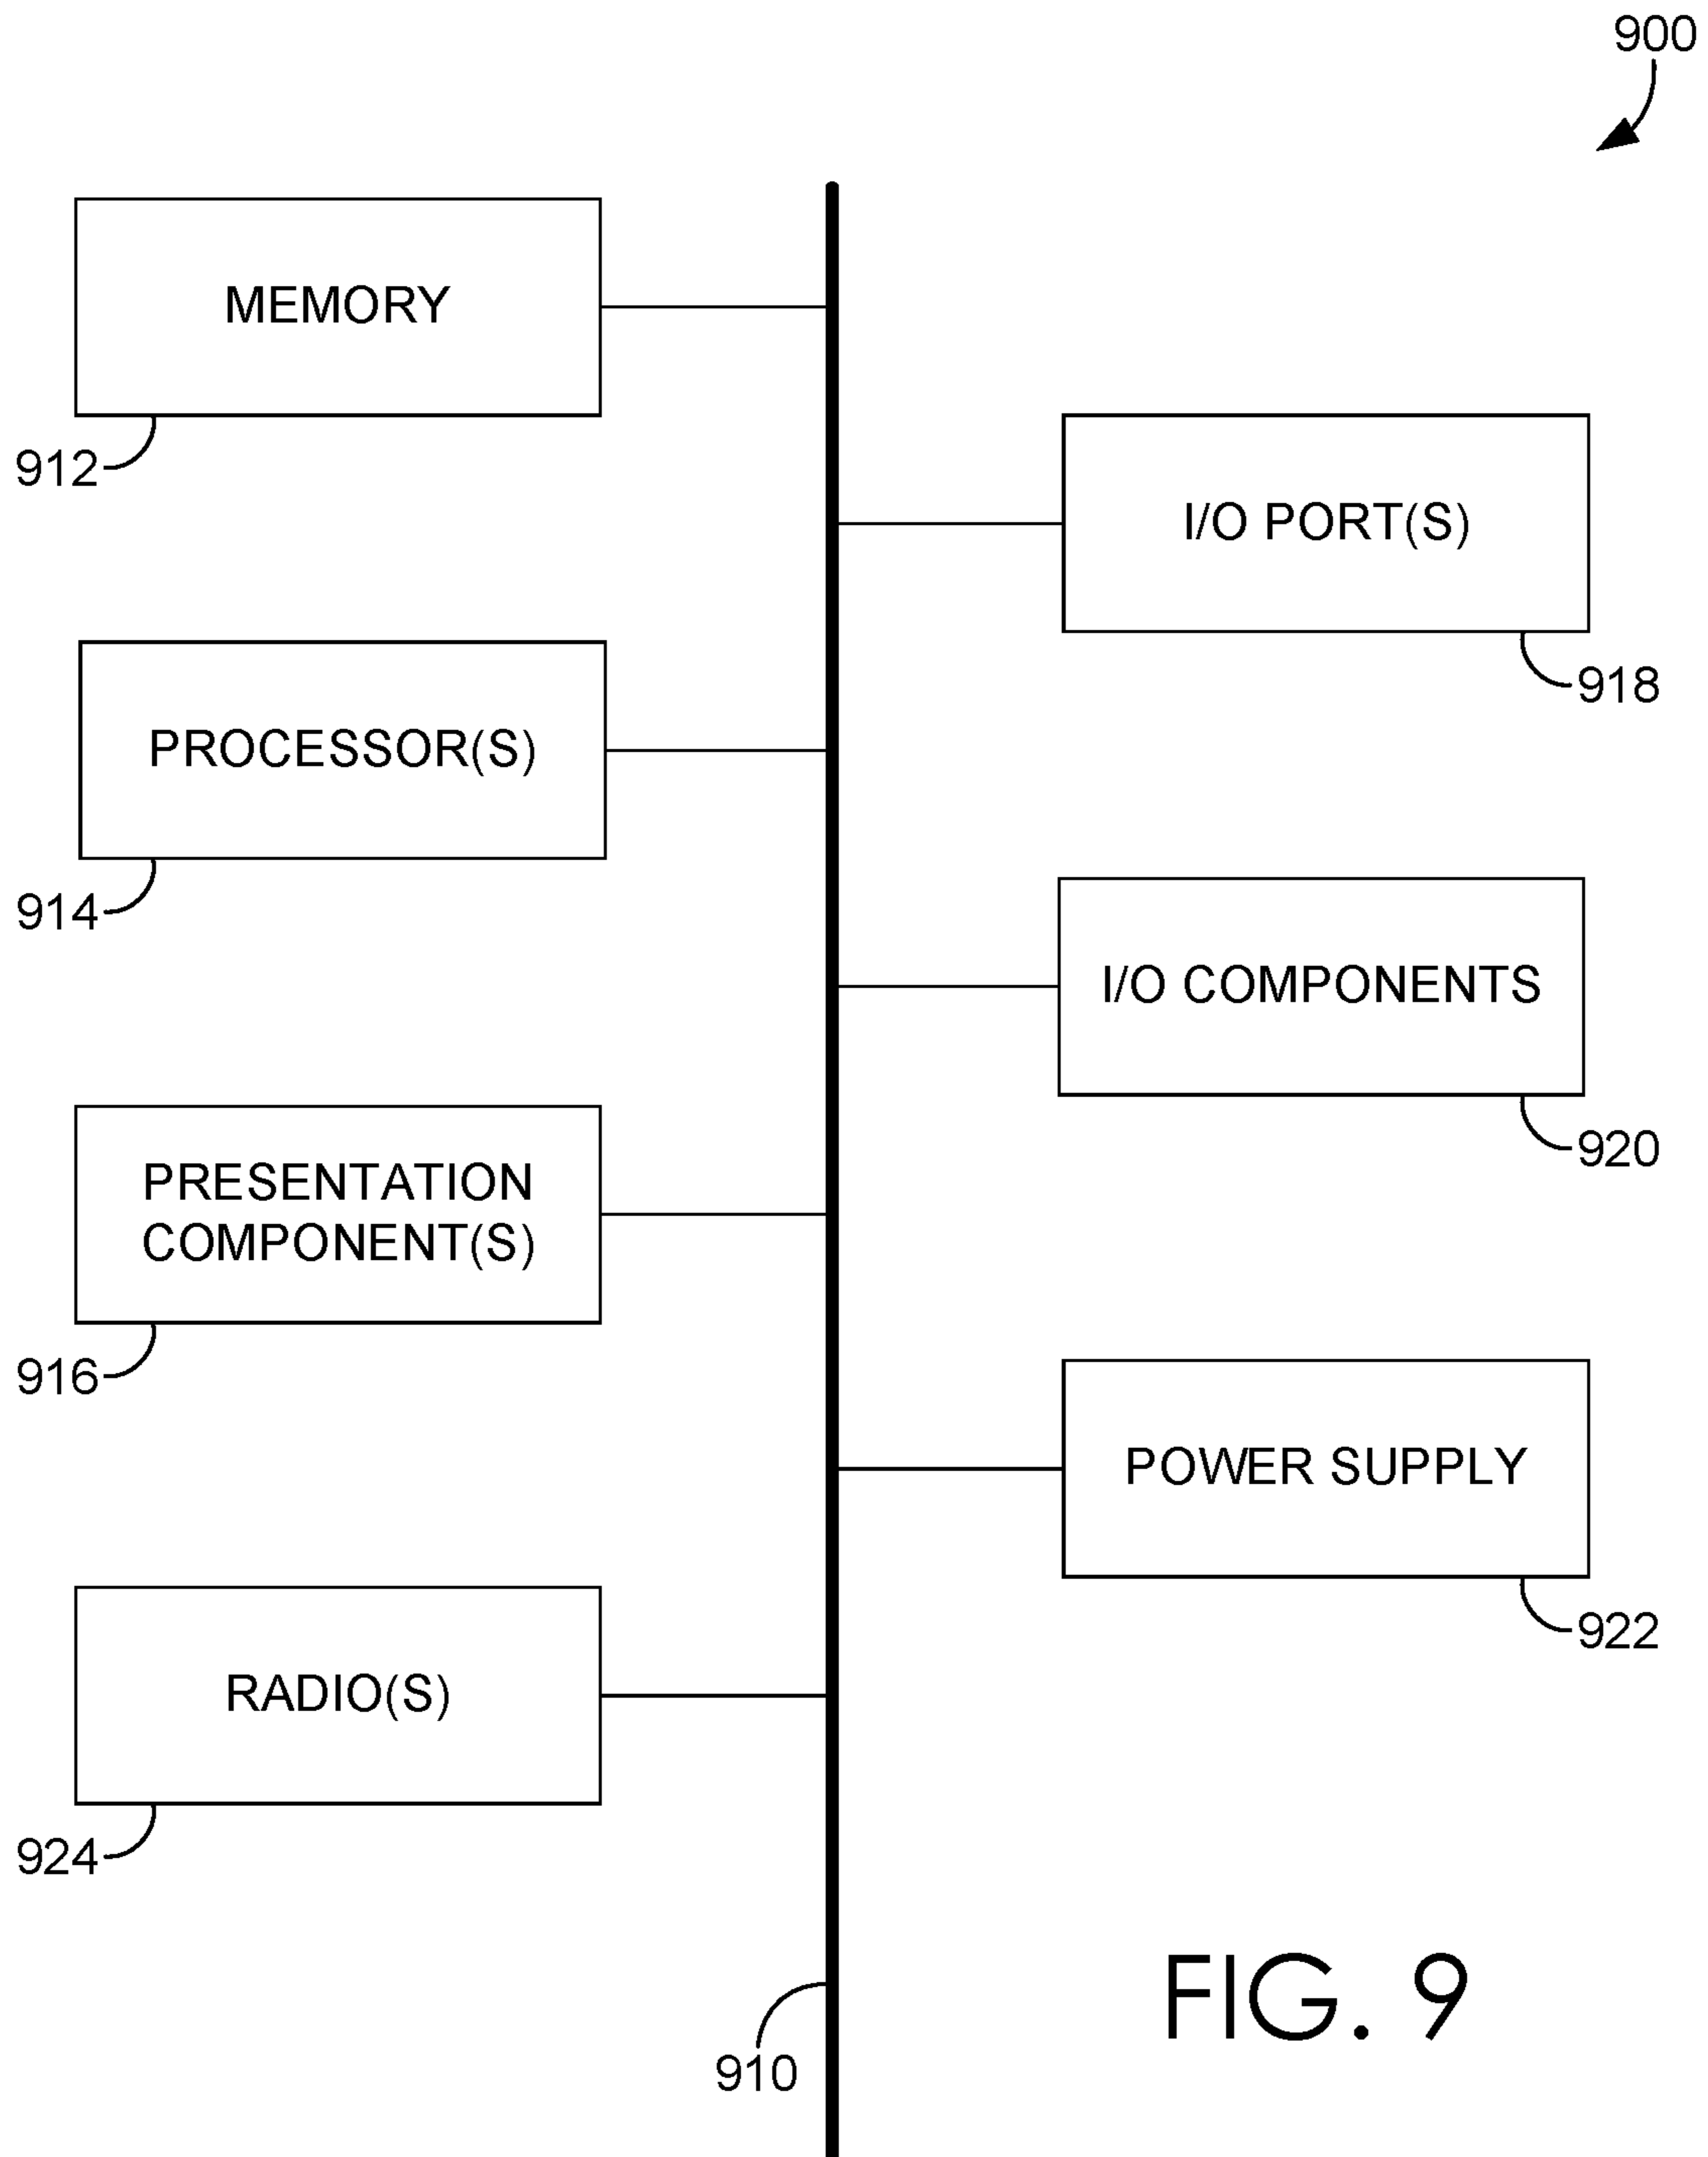 900
MEMORY
912
I/O PORT(S)
918
PROCESSOR(S)
914
I/O COMPONENTS
920
PRESENTATION
COMPONENT(S)
916
POWER SUPPLY
922
RADIO(S)
924
910
FIG. 9